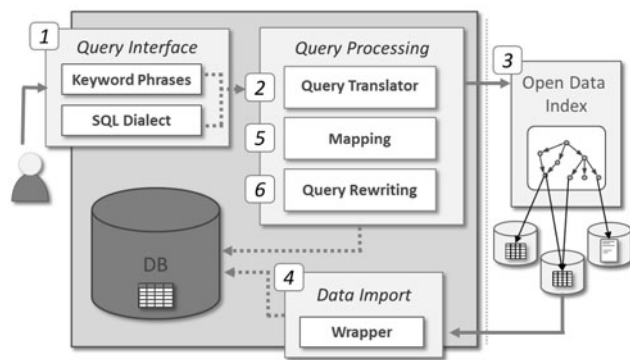 1
Query Interface
Keyword Phrases
SQL Dialect
Query Processing
2
Query Translator
5
Mapping
6
Query Rewriting
3
Open Data
Index
DB
4
Data Import
Wrapper